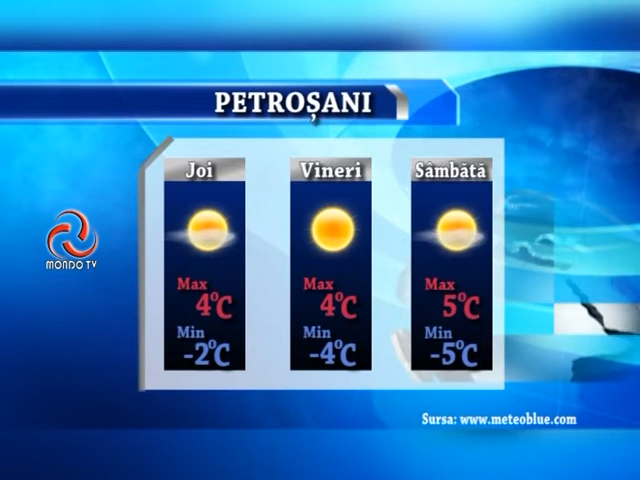 PETROȘANI
Joi
Vineri
Sâmbătă
Max
4°C
Max
4°C
Max
5°C
Min
-2°C
Min
-4°C
Min
-5°C
MONDO TV
Sursa: www.meteoblue.com